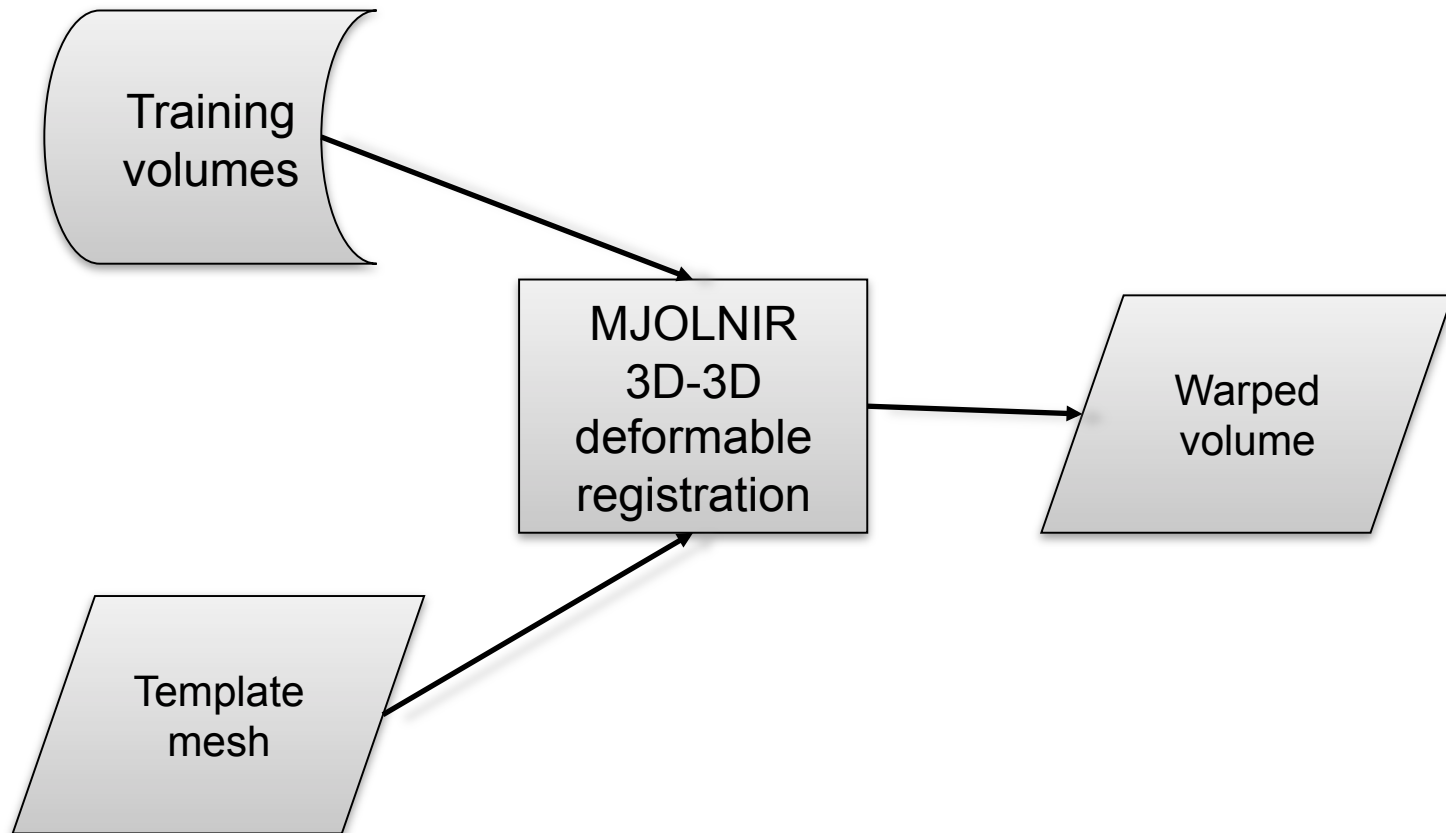 Training
volumes
MJOLNIR
3D-3D
deformable
registration
Warped
volume
Template
mesh